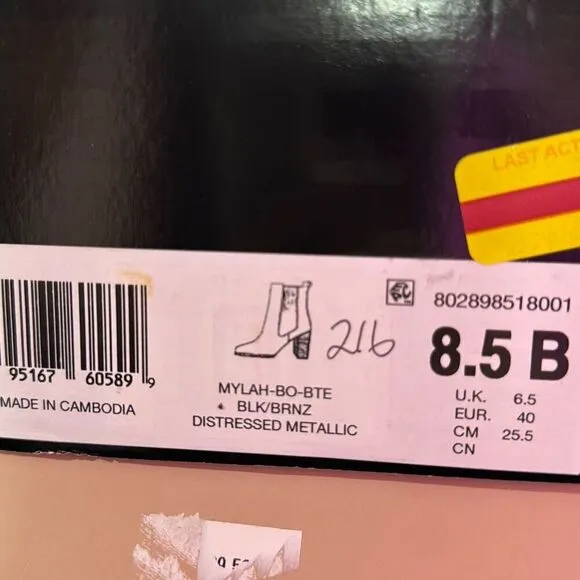 LAST ACT
802898518001
8.5 B
216
95167 60589 9
MADE IN CAMBODIA
MYLAH-BO-BTE
BLK/BRNZ
DISTRESSED METALLIC
U.K. 6.5
EUR. 40
CM 25.5
CN